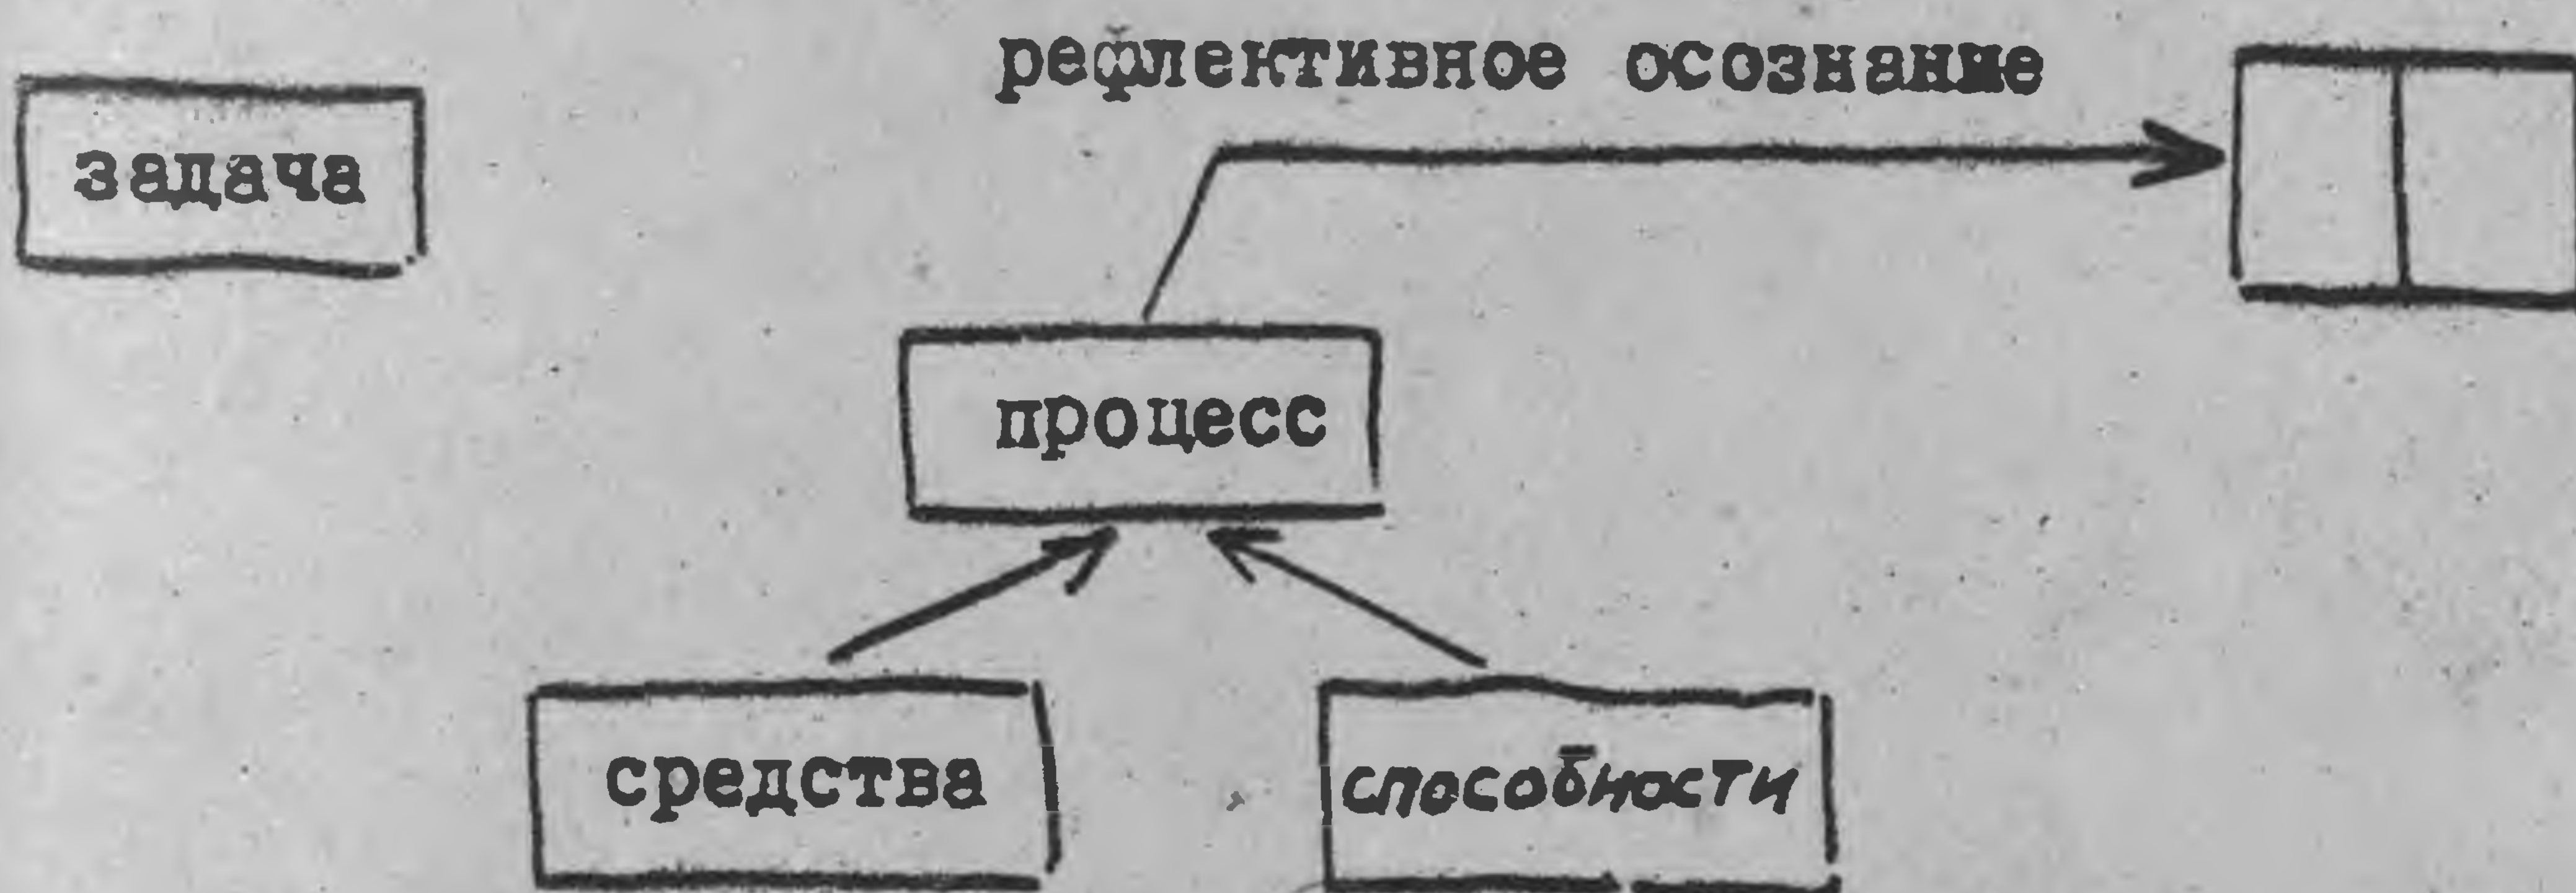 рефлективное осознание
задача
процесс
средства
способности